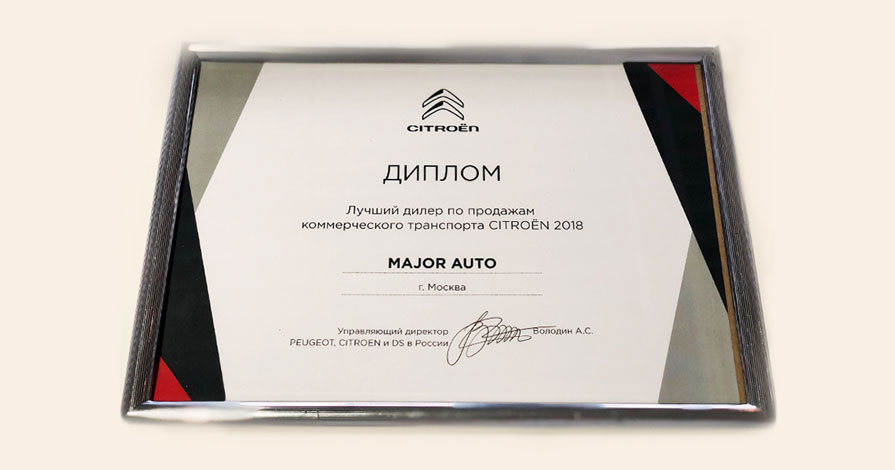 CITROËN
ДИПЛОМ
Лучший дилер по продажам
коммерческого транспорта CITROËN 2018
MAJOR AUTO
г. Москва
Управляющий директор
PEUGEOT, CITROEN и DS в России
Володин А.С.